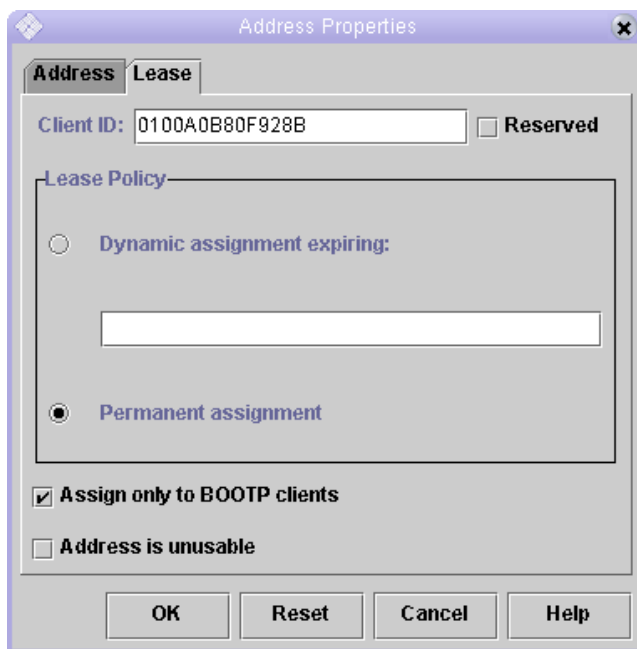 Address Properties
Address Lease
Client ID: 0100A0B80F928B Reserved
Lease Policy
Dynamic assignment expiring:
Permanent assignment
Assign only to BOOTP clients
Address is unusable
OK Reset Cancel Help